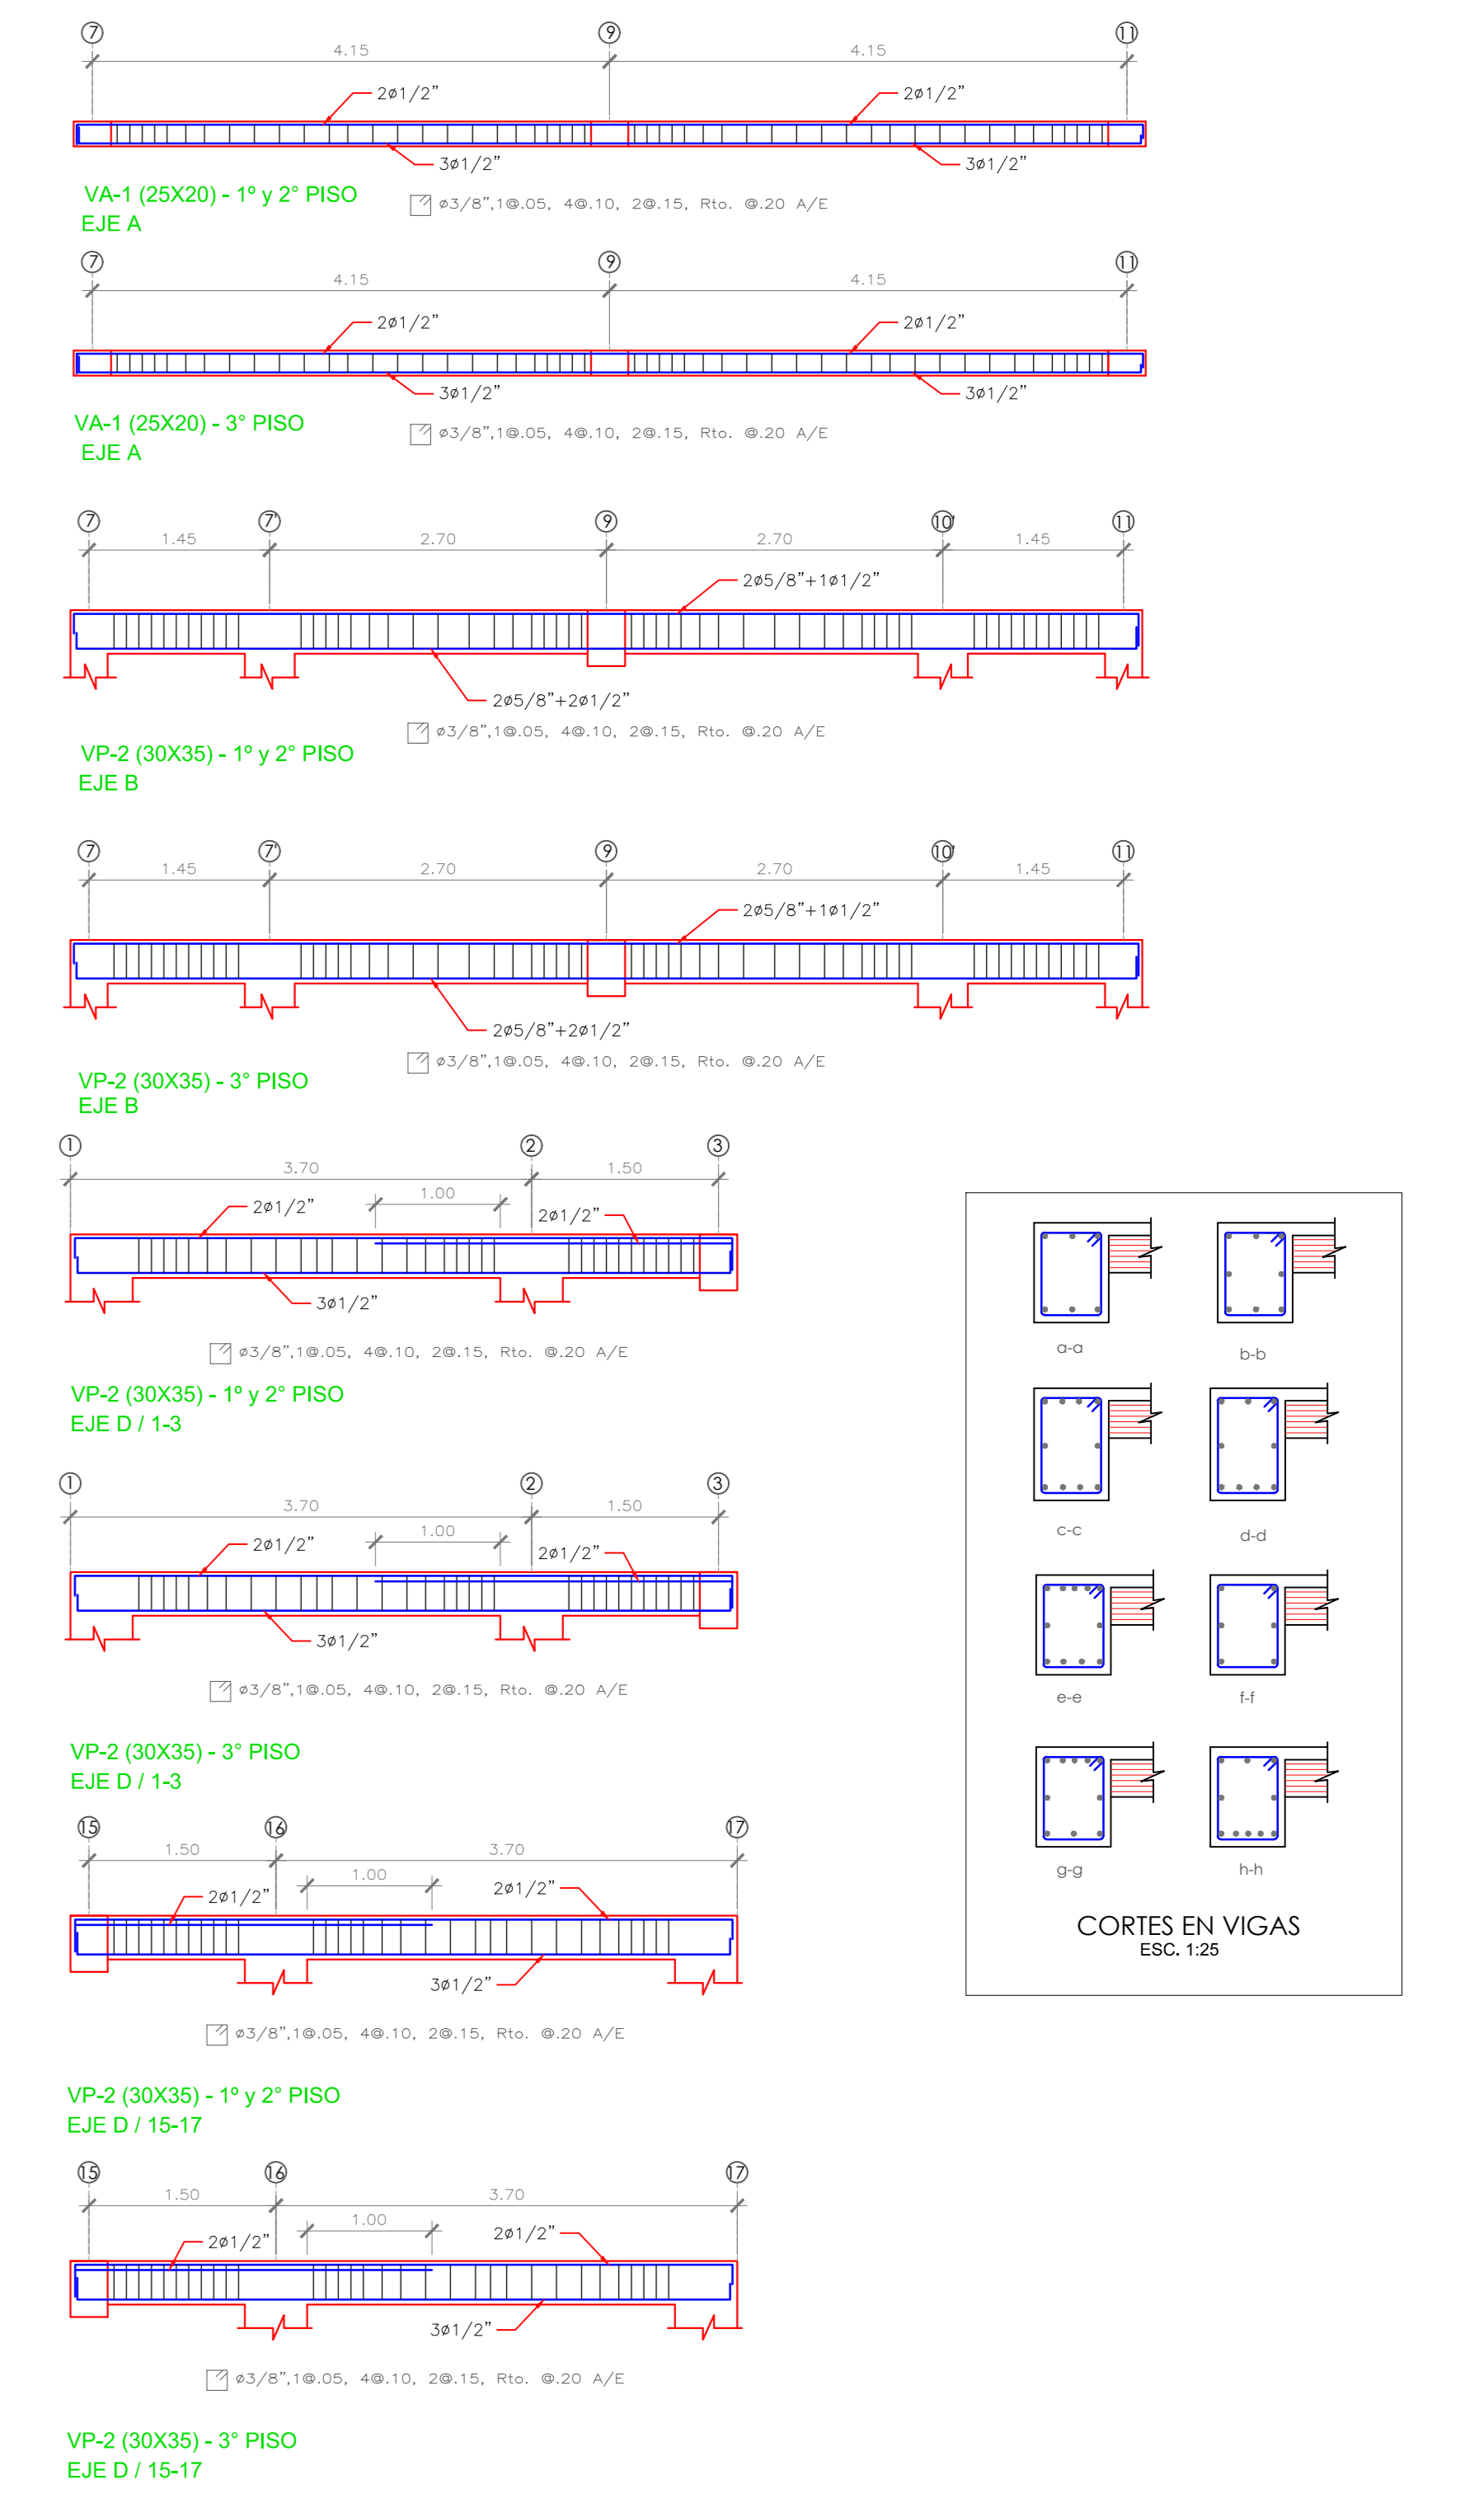 7 9 11
4.15 4.15
2ø1/2” 2ø1/2”
3ø1/2” 3ø1/2”
VA-1 (25X20) - 1º y 2° PISO
ø3/8”,1@.05, 4@.10, 2@.15, Rto. @.20 A/E
EJE A
7 9 11
4.15 4.15
2ø1/2” 2ø1/2”
3ø1/2” 3ø1/2”
VA-1 (25X20) - 3° PISO
ø3/8”,1@.05, 4@.10, 2@.15, Rto. @.20 A/E
EJE A
7 7' 9 10' 11
1.45 2.70 2.70 1.45
2ø5/8”+1ø1/2”
2ø5/8”+2ø1/2”
ø3/8”,1@.05, 4@.10, 2@.15, Rto. @.20 A/E
VP-2 (30X35) - 1º y 2° PISO
EJE B
7 7' 9 10' 11
1.45 2.70 2.70 1.45
2ø5/8”+1ø1/2”
2ø5/8”+2ø1/2”
ø3/8”,1@.05, 4@.10, 2@.15, Rto. @.20 A/E
VP-2 (30X35) - 3° PISO
EJE B
1 2 3
3.70 1.50
1.00
2ø1/2” 2ø1/2”
3ø1/2”
ø3/8”,1@.05, 4@.10, 2@.15, Rto. @.20 A/E
VP-2 (30X35) - 1º y 2° PISO
EJE D / 1-3
1 2 3
3.70 1.50
1.00
2ø1/2” 2ø1/2”
3ø1/2”
ø3/8”,1@.05, 4@.10, 2@.15, Rto. @.20 A/E
VP-2 (30X35) - 3° PISO
EJE D / 1-3
15 16 17
1.50 3.70
1.00
2ø1/2” 2ø1/2”
3ø1/2”
ø3/8”,1@.05, 4@.10, 2@.15, Rto. @.20 A/E
VP-2 (30X35) - 1º y 2° PISO
EJE D / 15-17
15 16 17
1.50 3.70
1.00
2ø1/2” 2ø1/2”
3ø1/2”
ø3/8”,1@.05, 4@.10, 2@.15, Rto. @.20 A/E
VP-2 (30X35) - 3° PISO
EJE D / 15-17
a-a b-b
c-c d-d
e-e f-f
g-g h-h
CORTES EN VIGAS
ESC. 1:25